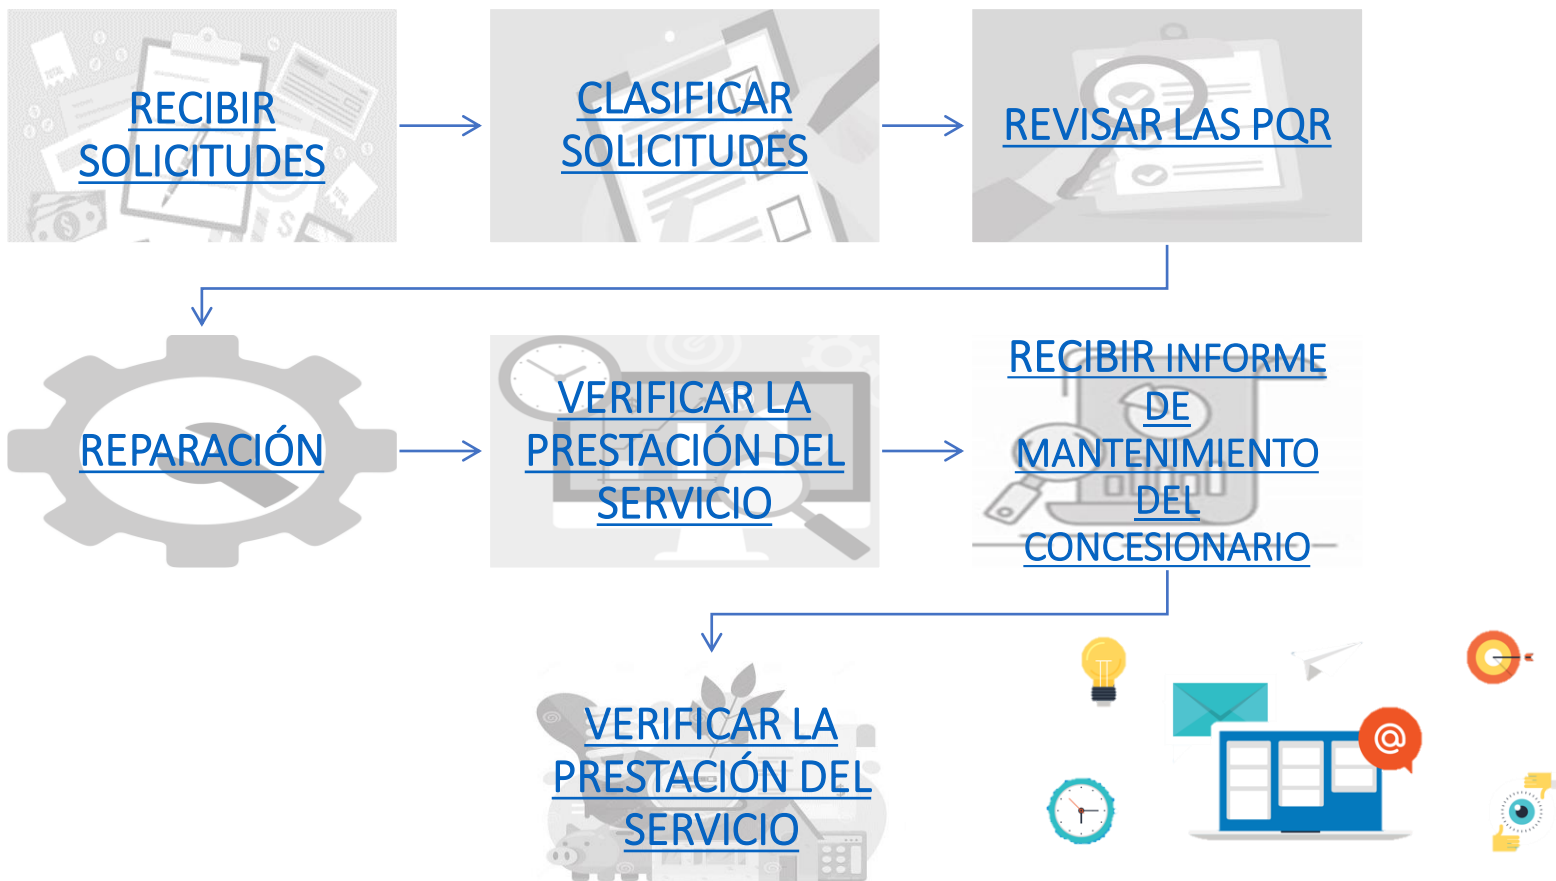 RECIBIR
SOLICITUDES
CLASIFICAR
SOLICITUDES
REVISAR LAS PQR
REPARACIÓN
VERIFICAR LA
PRESTACIÓN DEL
SERVICIO
RECIBIR INFORME
DE
MANTENIMIENTO
DEL
CONCESIONARIO
VERIFICAR LA
PRESTACIÓN DEL
SERVICIO